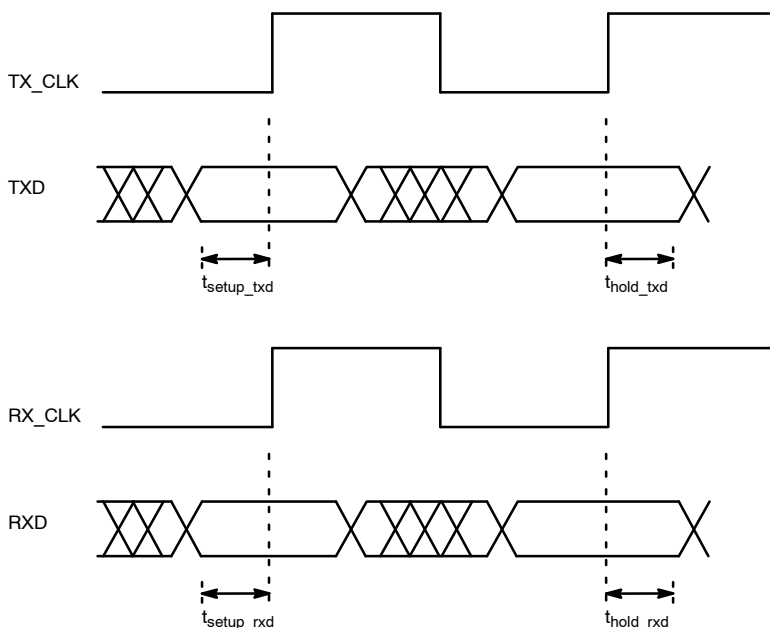 TX_CLK
TXD
tsetup_txd
thold_txd
RX_CLK
RXD
tsetup_rxd
thold_rxd